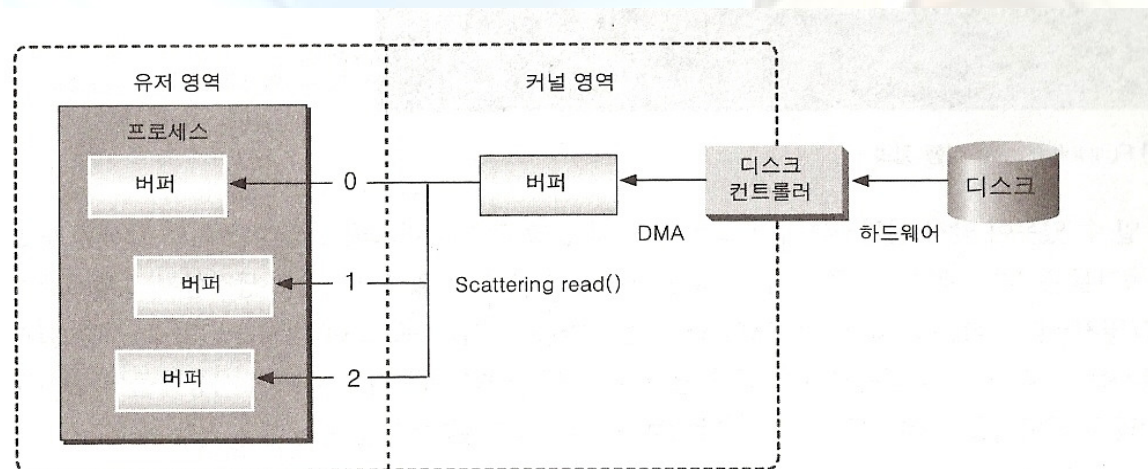 유저 영역
커널 영역
프로세스
버퍼
0
버퍼
디스크
컨트롤러
디스크
DMA
하드웨어
버퍼
1
Scattering read()
버퍼
2